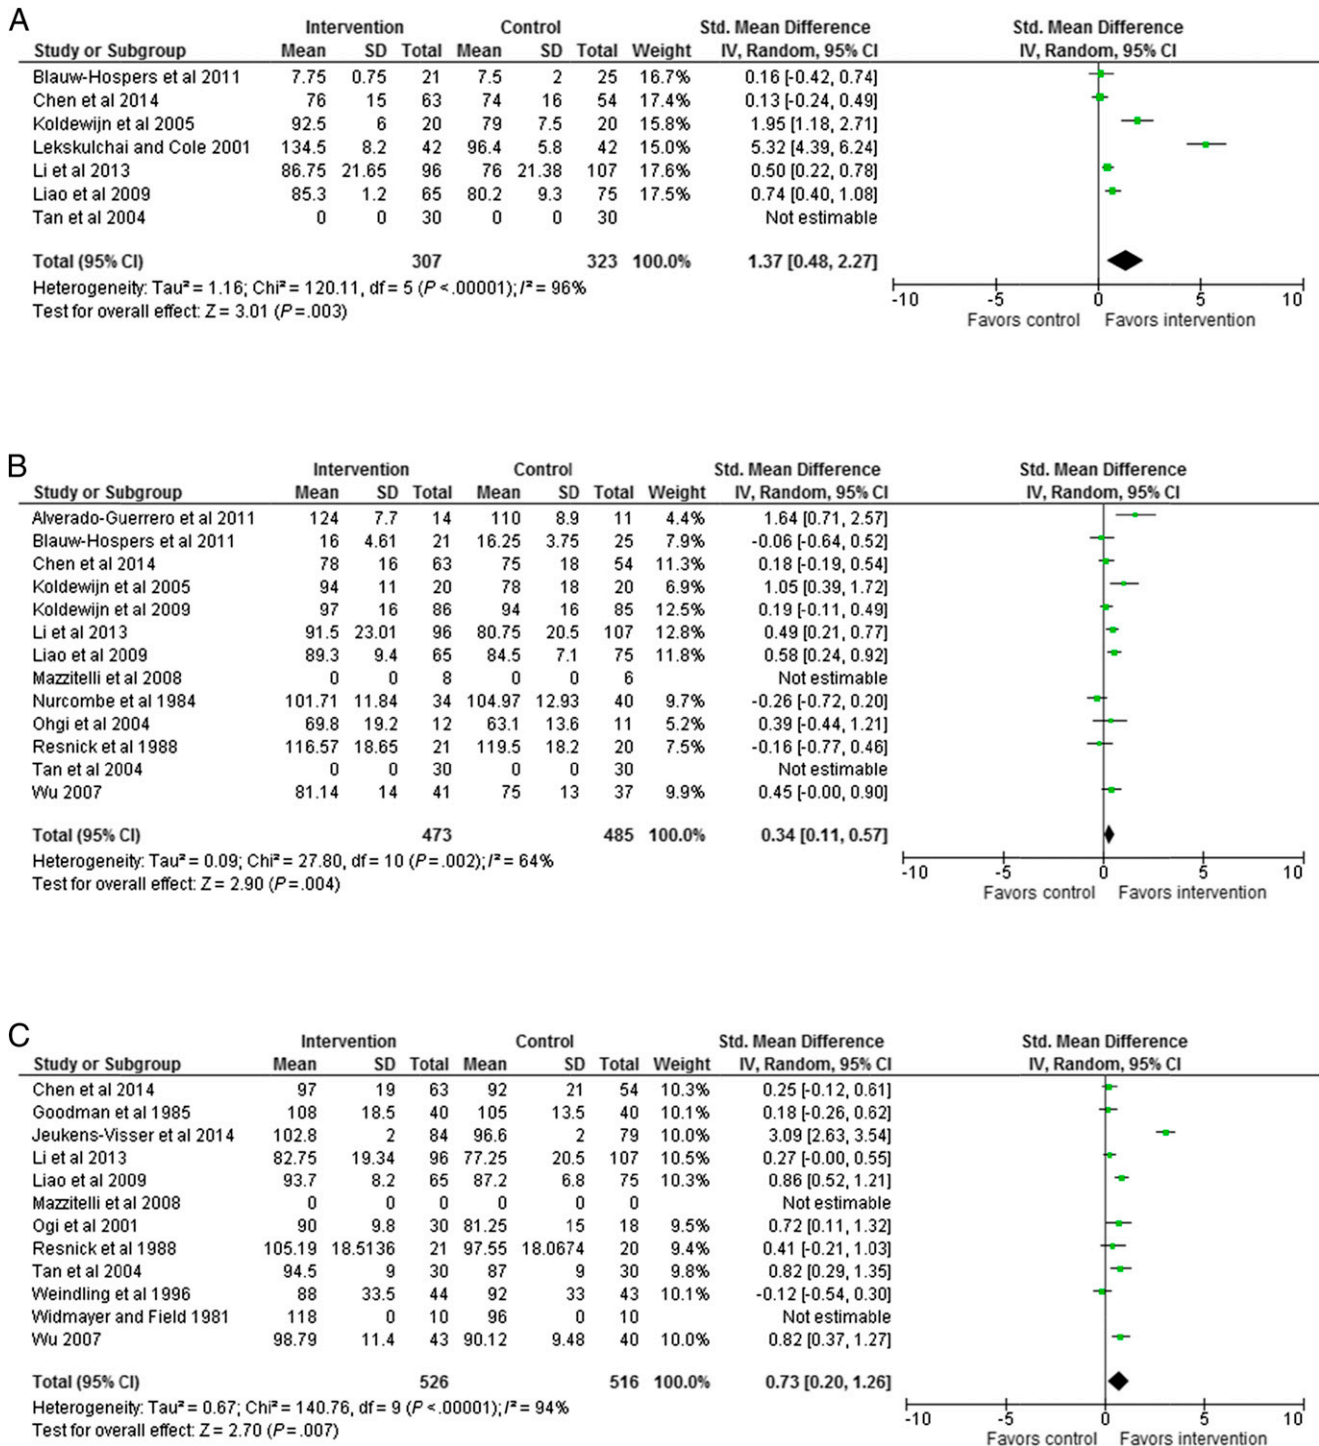 A
Intervention Control Std. Mean Difference Std. Mean Difference
Study or Subgroup Mean SD Total Mean SD Total Weight IV, Random, 95% CI IV, Random, 95% CI
Blauw-Hospers et al 2011 7.75 0.75 21 7.5 2 25 16.7% 0.16 [-0.42, 0.74]
Chen et al 2014 76 15 63 74 16 54 17.4% 0.13 [-0.24, 0.49]
Koldewijn et al 2005 92.5 6 20 79 7.5 20 15.8% 1.95 [1.18, 2.71]
Lekskulchai and Cole 2001 134.5 8.2 42 96.4 5.8 42 15.0% 5.32 [4.39, 6.24]
Li et al 2013 86.75 21.65 96 76 21.38 107 17.6% 0.50 [0.22, 0.78]
Liao et al 2009 85.3 1.2 65 80.2 9.3 75 17.5% 0.74 [0.40, 1.08]
Tan et al 2004 0 0 30 0 0 30 Not estimable
Total (95% CI) 307 323 100.0% 1.37 [0.48, 2.27]
Heterogeneity: Tau² = 1.16; Chi² = 120.11, df = 5 (P <.00001); I² = 96%
Test for overall effect: Z = 3.01 (P =.003)
-10 -5 0 5 10
Favors control Favors intervention
B
Intervention Control Std. Mean Difference Std. Mean Difference
Study or Subgroup Mean SD Total Mean SD Total Weight IV, Random, 95% CI IV, Random, 95% CI
Alverado-Guerrero et al 2011 124 7.7 14 110 8.9 11 4.4% 1.64 [0.71, 2.57]
Blauw-Hospers et al 2011 16 4.61 21 16.25 3.75 25 7.9% -0.06 [-0.64, 0.52]
Chen et al 2014 78 16 63 75 18 54 11.3% 0.18 [-0.19, 0.54]
Koldewijn et al 2005 94 11 20 78 18 20 6.9% 1.05 [0.39, 1.72]
Koldewijn et al 2009 97 16 86 94 16 85 12.5% 0.19 [-0.11, 0.49]
Li et al 2013 91.5 23.01 96 80.75 20.5 107 12.8% 0.49 [0.21, 0.77]
Liao et al 2009 89.3 9.4 65 84.5 7.1 75 11.8% 0.58 [0.24, 0.92]
Mazzitelli et al 2008 0 0 8 0 0 6 Not estimable
Nurcombe et al 1984 101.71 11.84 34 104.97 12.93 40 9.7% -0.26 [-0.72, 0.20]
Ohgi et al 2004 69.8 19.2 12 63.1 13.6 11 5.2% 0.39 [-0.44, 1.21]
Resnick et al 1988 116.57 18.65 21 119.5 18.2 20 7.5% -0.16 [-0.77, 0.46]
Tan et al 2004 0 0 30 0 0 30 Not estimable
Wu 2007 81.14 14 41 75 13 37 9.9% 0.45 [-0.00, 0.90]
Total (95% CI) 473 485 100.0% 0.34 [0.11, 0.57]
Heterogeneity: Tau² = 0.09; Chi² = 27.80, df = 10 (P =.002); I² = 64%
Test for overall effect: Z = 2.90 (P =.004)
-10 -5 0 5 10
Favors control Favors intervention
C
Intervention Control Std. Mean Difference Std. Mean Difference
Study or Subgroup Mean SD Total Mean SD Total Weight IV, Random, 95% CI IV, Random, 95% CI
Chen et al 2014 97 19 63 92 21 54 10.3% 0.25 [-0.12, 0.61]
Goodman et al 1985 108 18.5 40 105 13.5 40 10.1% 0.18 [-0.26, 0.62]
Jeukens-Visser et al 2014 102.8 2 84 96.6 2 79 10.0% 3.09 [2.63, 3.54]
Li et al 2013 82.75 19.34 96 77.25 20.5 107 10.5% 0.27 [-0.00, 0.55]
Liao et al 2009 93.7 8.2 65 87.2 6.8 75 10.3% 0.86 [0.52, 1.21]
Mazzitelli et al 2008 0 0 0 0 0 0 Not estimable
Ogi et al 2001 90 9.8 30 81.25 15 18 9.5% 0.72 [0.11, 1.32]
Resnick et al 1988 105.19 18.5136 21 97.55 18.0674 20 9.4% 0.41 [-0.21, 1.03]
Tan et al 2004 94.5 9 30 87 9 30 9.8% 0.82 [0.29, 1.35]
Weindling et al 1996 88 33.5 44 92 33 43 10.1% -0.12 [-0.54, 0.30]
Widmayer and Field 1981 118 0 10 96 0 10 Not estimable
Wu 2007 98.79 11.4 43 90.12 9.48 40 10.0% 0.82 [0.37, 1.27]
Total (95% CI) 526 516 100.0% 0.73 [0.20, 1.26]
Heterogeneity: Tau² = 0.67; Chi² = 140.76, df = 9 (P <.00001); I² = 94%
Test for overall effect: Z = 2.70 (P =.007)
-10 -5 0 5 10
Favors control Favors intervention